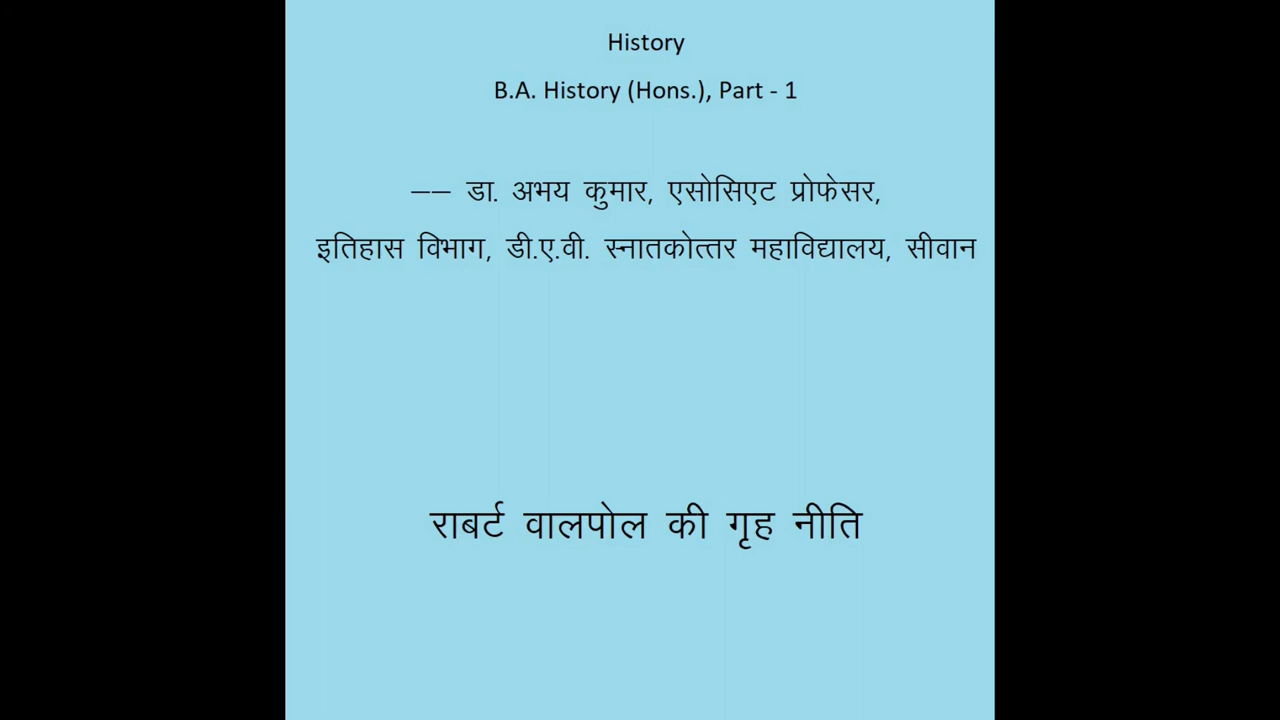 History
B.A. History (Hons.), Part - 1
–– डा. अभय कुमार, एसोसिएट प्रोफेसर,
इतिहास विभाग, डी.ए.वी. स्नातकोत्तर महाविद्यालय, सीवान
राबर्ट वालपोल की गृह नीति